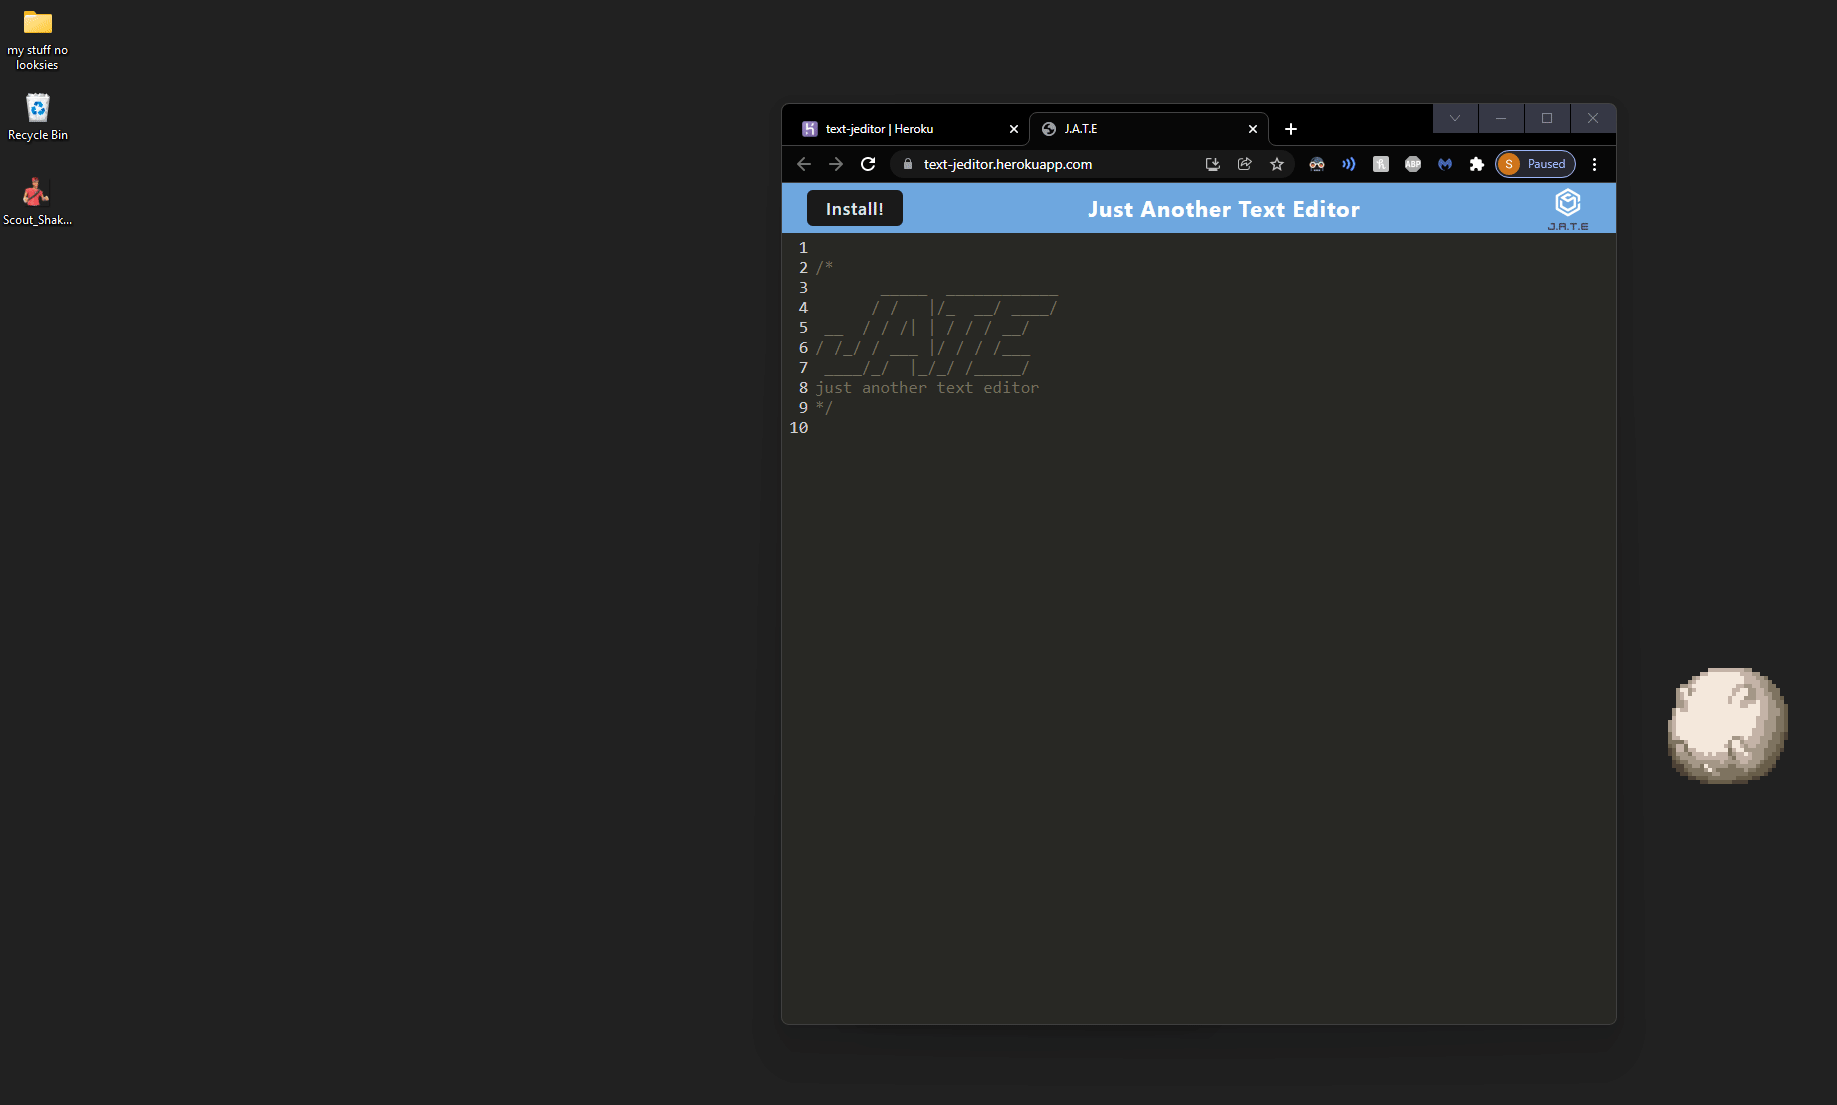 my stuff no
looksies
Recycle Bin
Scout_Shak...
text-jeditor | Heroku
J.A.T.E
text-jeditor.herokuapp.com
ABP
S Paused
Install!
Just Another Text Editor
J.A.T.E
1
2 /*
3        _____  ____________
4       / /   |/_  __/ ____/
5  __  / / /| | / / / __/
6 / /_/ / ___ |/ / / /___
7  ____/_/  |_/_/ /_____/
8 just another text editor
9 */
10